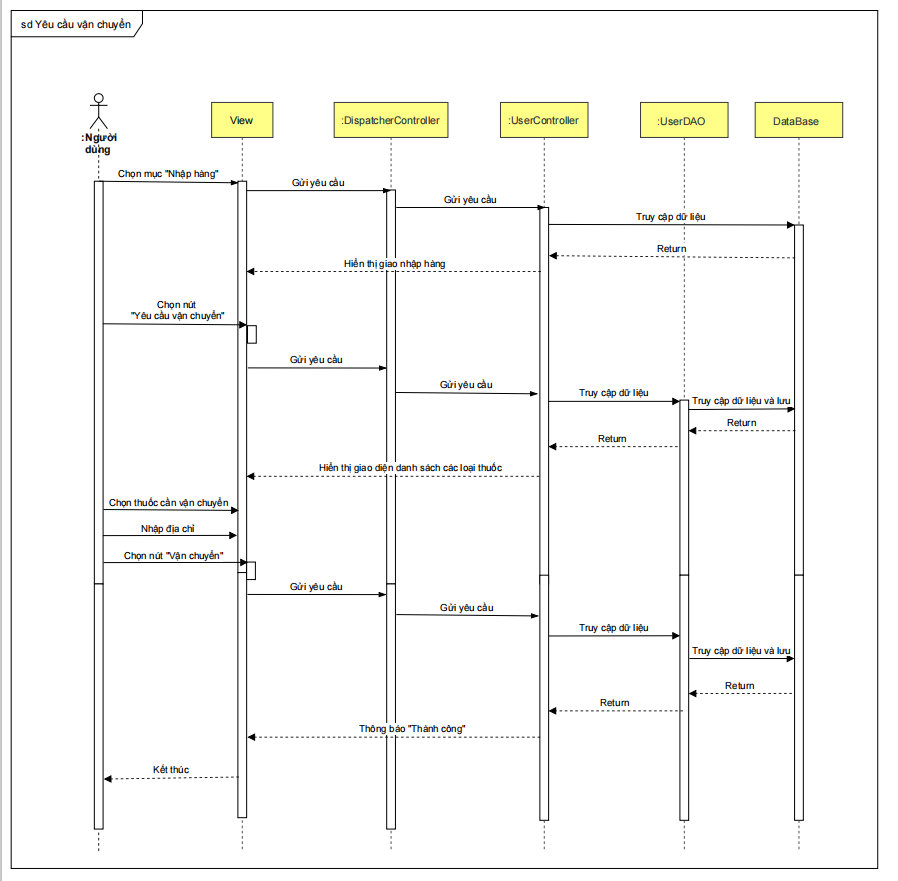 sd Yêu cầu vận chuyển
:Người
dùng
View
:DispatcherController
:UserController
:UserDAO
DataBase
Chọn mục "Nhập hàng"
Gửi yêu cầu
Gửi yêu cầu
Truy cập dữ liệu
Return
Hiển thị giao nhập hàng
Chọn nút
"Yêu cầu vận chuyển"
Gửi yêu cầu
Gửi yêu cầu
Truy cập dữ liệu
Truy cập dữ liệu và lưu
Return
Return
Hiển thị giao diện danh sách các loại thuốc
Chọn thuốc cần vận chuyển
Nhập địa chỉ
Chọn nút "Vận chuyển"
Gửi yêu cầu
Gửi yêu cầu
Truy cập dữ liệu
Truy cập dữ liệu và lưu
Return
Return
Thông báo "Thành công"
Kết thúc